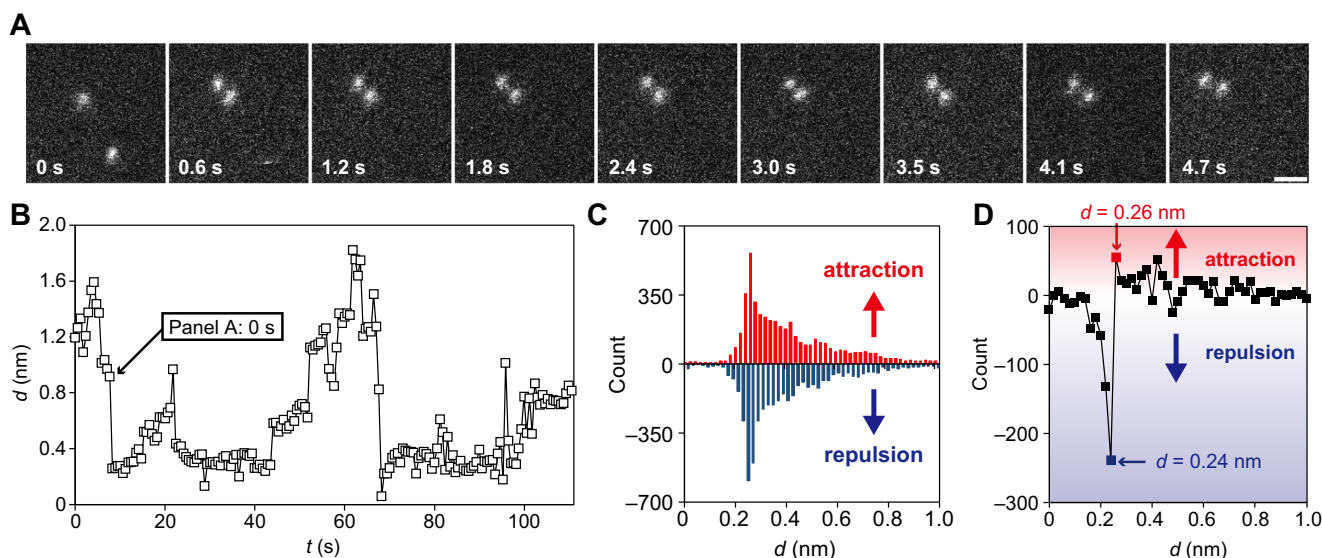 A
0 s
0.6 s
1.2 s
1.8 s
2.4 s
3.0 s
3.5 s
4.1 s
4.7 s
B
2.0
1.6
1.2
0.8
0.4
0
d (nm)
Panel A: 0 s
0
20
40
60
80
100
t (s)
C
700
350
0
−350
−700
Count
attraction
repulsion
0
0.2
0.4
0.6
0.8
1.0
d (nm)
D
d = 0.26 nm
100
0
−100
−200
−300
Count
attraction
repulsion
d = 0.24 nm
0
0.2
0.4
0.6
0.8
1.0
d (nm)